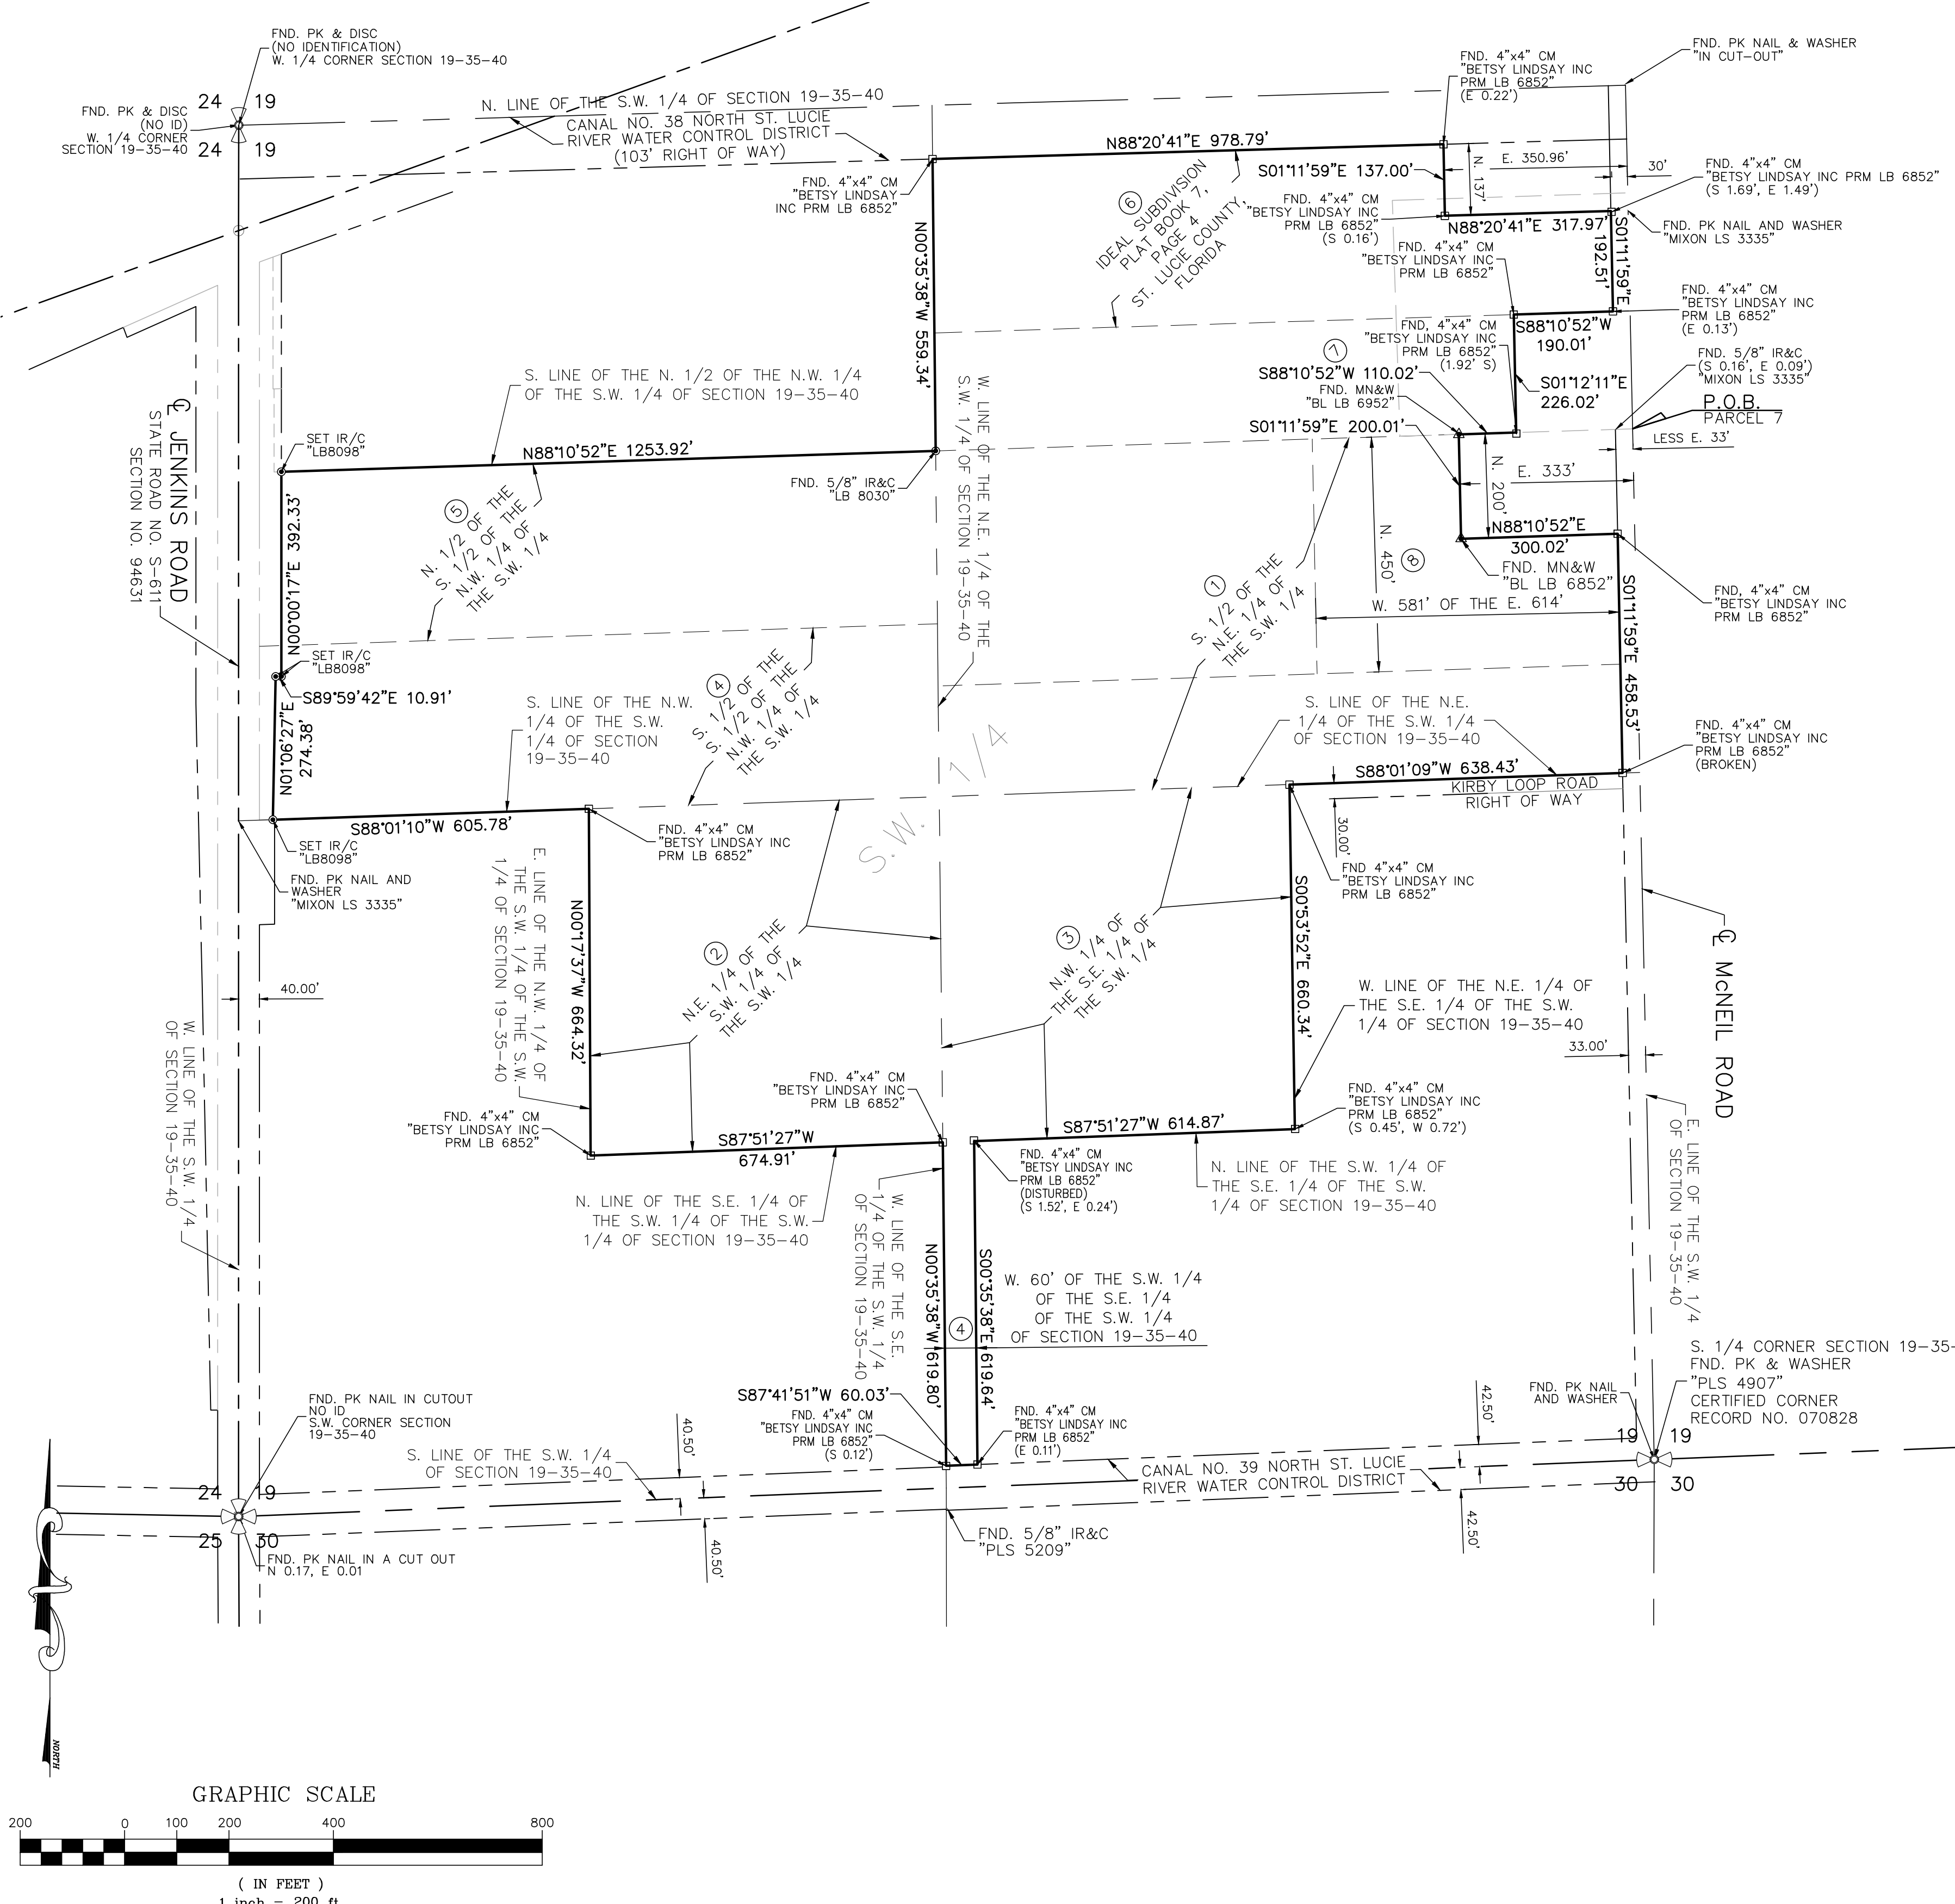 FND. PK & DISC
(NO IDENTIFICATION)
W. 1/4 CORNER SECTION 19-35-40
24 19
FND. PK & DISC
(NO ID)
W. 1/4 CORNER
SECTION 19-35-40
24 19
N. LINE OF THE S.W. 1/4 OF SECTION 19-35-40
CANAL NO. 38 NORTH ST. LUCIE
RIVER WATER CONTROL DISTRICT
(103' RIGHT OF WAY)
FND. 4"x4" CM
"BETSY LINDSAY
INC PRM LB 6852"
N88°20'41"E 978.79'
FND. 4"x4" CM
"BETSY LINDSAY INC
PRM LB 6852"
(E 0.22')
FND. PK NAIL & WASHER
"IN CUT-OUT"
S01°11'59"E 137.00'
N. 137'
E. 350.96'
30'
FND. 4"x4" CM
"BETSY LINDSAY INC PRM LB 6852"
(S 1.69', E 1.49')
FND. 4"x4" CM
"BETSY LINDSAY INC
PRM LB 6852"
(S 0.16')
N88°20'41"E 317.97'
FND. PK NAIL AND WASHER
"MIXON LS 3335"
6
IDEAL SUBDIVISION
PLAT BOOK 7,
PAGE 4
ST. LUCIE COUNTY,
FLORIDA
FND. 4"x4" CM
"BETSY LINDSAY INC
PRM LB 6852"
S01°11'59"E
192.51'
FND. 4"x4" CM
"BETSY LINDSAY INC
PRM LB 6852"
(E 0.13')
N00°35'38"W 559.34'
S88°10'52"W
190.01'
FND, 4"x4" CM
"BETSY LINDSAY INC
PRM LB 6852"
(1.92' S)
7
FND. 5/8" IR&C
(S 0.16', E 0.09')
"MIXON LS 3335"
S88°10'52"W 110.02'
FND. MN&W
"BL LB 6952"
S01°12'11"E
226.02'
P.O.B.
PARCEL 7
S01°11'59"E 200.01'
LESS E. 33'
S. LINE OF THE N. 1/2 OF THE N.W. 1/4
OF THE S.W. 1/4 OF SECTION 19-35-40
SET IR/C
"LB8098"
N88°10'52"E 1253.92'
FND. 5/8" IR&C
"LB 8030"
W. LINE OF THE N.E. 1/4 OF THE
S.W. 1/4 OF SECTION 19-35-40
E. 333'
N. 200'
N88°10'52"E
300.02'
N. 450'
8
FND. MN&W
"BL LB 6852"
W. 581' OF THE E. 614'
FND, 4"x4" CM
"BETSY LINDSAY INC
PRM LB 6852"
℄ JENKINS ROAD
STATE ROAD NO. S-611
SECTION NO. 94631
5
N. 1/2 OF THE
S. 1/2 OF THE
N.W. 1/4 OF
THE S.W. 1/4
N00°00'17"E 392.33'
1
S. 1/2 OF THE
N.E. 1/4 OF
THE S.W. 1/4
S01°11'59"E 458.53'
SET IR/C
"LB8098"
S89°59'42"E 10.91'
N01°06'27"E
274.38'
4
S. 1/2 OF THE
S. 1/2 OF THE
N.W. 1/4 OF
THE S.W. 1/4
S. LINE OF THE N.W.
1/4 OF THE S.W.
1/4 OF SECTION
19-35-40
S. LINE OF THE N.E.
1/4 OF THE S.W. 1/4
OF SECTION 19-35-40
FND. 4"x4" CM
"BETSY LINDSAY INC
PRM LB 6852"
(BROKEN)
S.W. 1/4
S88°01'09"W 638.43'
KIRBY LOOP ROAD
RIGHT OF WAY
30.00'
S88°01'10"W 605.78'
FND. 4"x4" CM
"BETSY LINDSAY INC
PRM LB 6852"
SET IR/C
"LB8098"
FND. PK NAIL AND
WASHER
"MIXON LS 3335"
FND 4"x4" CM
"BETSY LINDSAY INC
PRM LB 6852"
E. LINE OF THE N.W. 1/4 OF
THE S.W. 1/4 OF THE S.W.
1/4 OF SECTION 19-35-40
N00°17'37"W 664.32'
2
N.E. 1/4 OF THE
S.W. 1/4 OF
THE S.W. 1/4
3
N.W. 1/4 OF
THE S.E. 1/4 OF
THE S.W. 1/4
S00°53'52"E 660.34'
℄ McNEIL ROAD
40.00'
W. LINE OF THE N.E. 1/4 OF
THE S.E. 1/4 OF THE S.W.
1/4 OF SECTION 19-35-40
33.00'
W. LINE OF THE S.W. 1/4
OF SECTION 19-35-40
FND. 4"x4" CM
"BETSY LINDSAY INC
PRM LB 6852"
FND. 4"x4" CM
"BETSY LINDSAY INC
PRM LB 6852"
S87°51'27"W
674.91'
S87°51'27"W 614.87'
FND. 4"x4" CM
"BETSY LINDSAY INC
PRM LB 6852"
(S 0.45', W 0.72')
FND. 4"x4" CM
"BETSY LINDSAY INC
PRM LB 6852"
(DISTURBED)
(S 1.52', E 0.24')
E. LINE OF THE S.W. 1/4
OF SECTION 19-35-40
N. LINE OF THE S.E. 1/4 OF
THE S.W. 1/4 OF THE S.W.
1/4 OF SECTION 19-35-40
N. LINE OF THE S.W. 1/4 OF
THE S.E. 1/4 OF THE S.W.
1/4 OF SECTION 19-35-40
W. LINE OF THE S.E.
1/4 OF THE S.W. 1/4
OF SECTION 19-35-40
N00°35'38"W 619.80'
S00°35'38"E 619.64'
4
W. 60' OF THE S.W. 1/4
OF THE S.E. 1/4
OF THE S.W. 1/4
OF SECTION 19-35-40
S87°41'51"W 60.03'
FND. 4"x4" CM
"BETSY LINDSAY INC
PRM LB 6852"
(S 0.12')
FND. 4"x4" CM
"BETSY LINDSAY INC
PRM LB 6852"
(E 0.11')
S. 1/4 CORNER SECTION 19-35-
FND. PK & WASHER
"PLS 4907"
CERTIFIED CORNER
RECORD NO. 070828
FND. PK NAIL
AND WASHER
42.50'
19 19
30 30
42.50'
FND. PK NAIL IN CUTOUT
NO ID
S.W. CORNER SECTION
19-35-40
40.50'
S. LINE OF THE S.W. 1/4
OF SECTION 19-35-40
CANAL NO. 39 NORTH ST. LUCIE
RIVER WATER CONTROL DISTRICT
24 19
25 30
FND. PK NAIL IN A CUT OUT
N 0.17, E 0.01
40.50'
FND. 5/8" IR&C
"PLS 5209"
NORTH
GRAPHIC SCALE
200 0 100 200 400 800
( IN FEET )
1 inch = 200 ft.